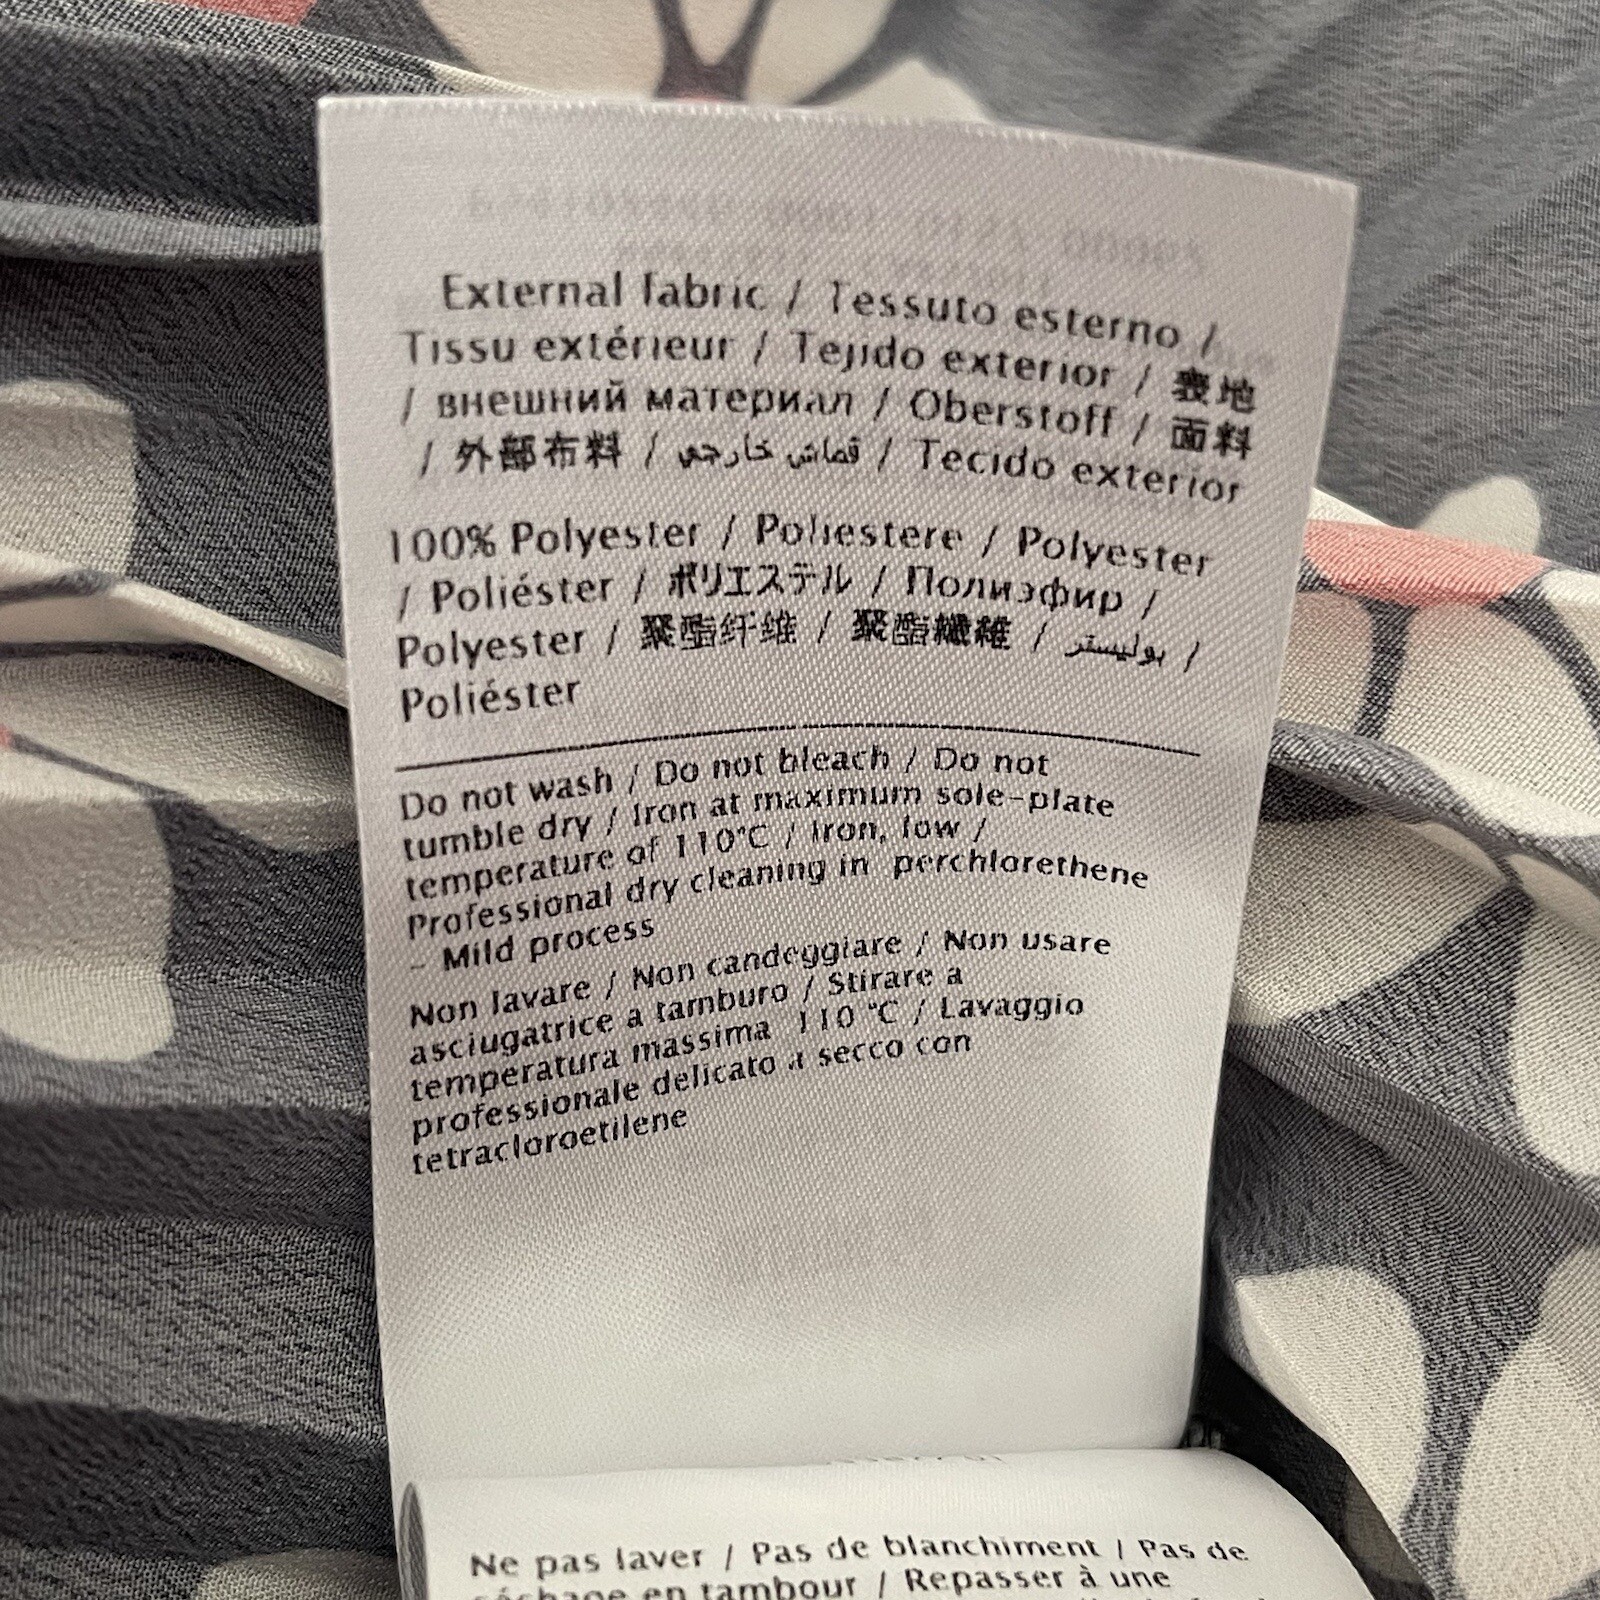 External fabric / Tessuto esterno /
Tissu extérieur / Tejido exterior / 表地
/ внешний материал / Oberstoff / 面料
/ 外部布料 / قماش خارجي / Tecido exterior
100% Polyester / Poliestere / Polyester
/ Poliéster / ポリエステル / Полиэфир /
Polyester / 聚酯纤维 / 聚酯纖維 / بوليستر /
Poliéster
Do not wash / Do not bleach / Do not
tumble dry / Iron at maximum sole-plate
temperature of 110°C / Iron, low /
Professional dry cleaning in perchlorethene
- Mild process
Non lavare / Non candeggiare / Non usare
asciugatrice a tamburo / Stirare a
temperatura massima 110 °C / Lavaggio
professionale delicato a secco con
tetracloroetilene
Ne pas laver / Pas de blanchiment / Pas de
séchage en tambour / Repasser à une